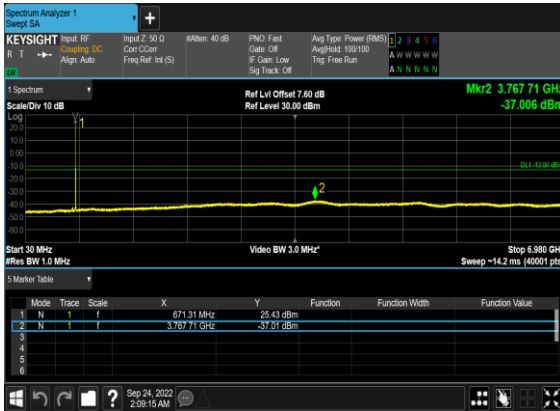 Spectrum Analyzer 1
Swept SA
+
KEYSIGHT Input: RF Input Z: 50 Ω #Atten: 40 dB PNO: Fast Avg Type: Power (RMS) 1 2 3 4 5 6
R T Coupling: DC Corr CCorr Gate: Off Avg|Hold: 100/100 A W W W W W
Align: Auto Freq Ref: Int (S) IF Gain: Low Trig: Free Run
Sig Track: Off A N N N N N
1 Spectrum Mkr2 3.767 71 GHz
Scale/Div 10 dB Ref Lvl Offset 7.60 dB
Ref Level 30.00 dBm -37.006 dBm
Log
20.0
10.0
0.00
-10.0
DL1 -13.00 dBm
-20.0
-30.0
-40.0
-50.0
-60.0
1
2
Start 30 MHz Video BW 3.0 MHz* Stop 6.980 GHz
#Res BW 1.0 MHz Sweep ~14.2 ms (40001 pts)
5 Marker Table
Mode Trace Scale X Y Function Function Width Function Value
1 N 1 f 671.31 MHz 25.43 dBm
2 N 1 f 3.767 71 GHz -37.01 dBm
3
4
5
6
? Sep 24, 2022
2:09:15 AM